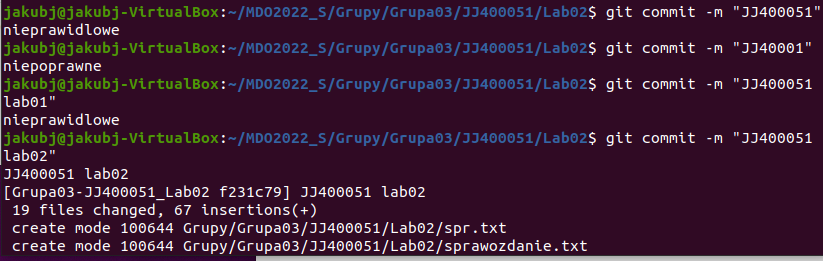 jakubj@jakubj-VirtualBox:~/MDO2022_S/Grupy/Grupa03/JJ400051/Lab02$ git commit -m "JJ400051"
nieprawidlowe
jakubj@jakubj-VirtualBox:~/MDO2022_S/Grupy/Grupa03/JJ400051/Lab02$ git commit -m "JJ40001"
niepoprawne
jakubj@jakubj-VirtualBox:~/MDO2022_S/Grupy/Grupa03/JJ400051/Lab02$ git commit -m "JJ400051
lab01"
nieprawidlowe
jakubj@jakubj-VirtualBox:~/MDO2022_S/Grupy/Grupa03/JJ400051/Lab02$ git commit -m "JJ400051
lab02"
JJ400051 lab02
[Grupa03-JJ400051_Lab02 f231c79] JJ400051 lab02
 19 files changed, 67 insertions(+)
 create mode 100644 Grupy/Grupa03/JJ400051/Lab02/spr.txt
 create mode 100644 Grupy/Grupa03/JJ400051/Lab02/sprawozdanie.txt